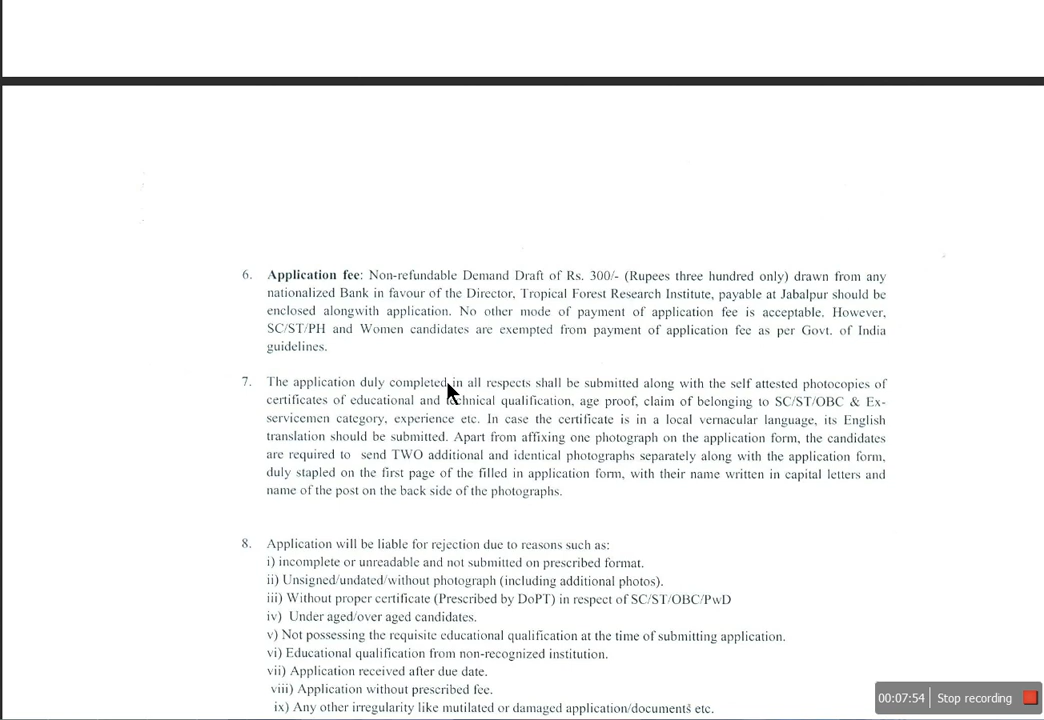 6. Application fee: Non-refundable Demand Draft of Rs. 300/- (Rupees three hundred only) drawn from any
nationalized Bank in favour of the Director, Tropical Forest Research Institute, payable at Jabalpur should be
enclosed alongwith application. No other mode of payment of application fee is acceptable. However,
SC/ST/PH and Women candidates are exempted from payment of application fee as per Govt. of India
guidelines.
7. The application duly completed in all respects shall be submitted along with the self attested photocopies of
certificates of educational and technical qualification, age proof, claim of belonging to SC/ST/OBC & Ex-
servicemen category, experience etc. In case the certificate is in a local vernacular language, its English
translation should be submitted. Apart from affixing one photograph on the application form, the candidates
are required to send TWO additional and identical photographs separately along with the application form,
duly stapled on the first page of the filled in application form, with their name written in capital letters and
name of the post on the back side of the photographs.
8. Application will be liable for rejection due to reasons such as:
i) incomplete or unreadable and not submitted on prescribed format.
ii) Unsigned/undated/without photograph (including additional photos).
iii) Without proper certificate (Prescribed by DoPT) in respect of SC/ST/OBC/PwD
iv) Under aged/over aged candidates.
v) Not possessing the requisite educational qualification at the time of submitting application.
vi) Educational qualification from non-recognized institution.
vii) Application received after due date.
viii) Application without prescribed fee.
ix) Any other irregularity like mutilated or damaged application/documents etc.
00:07:54 Stop recording